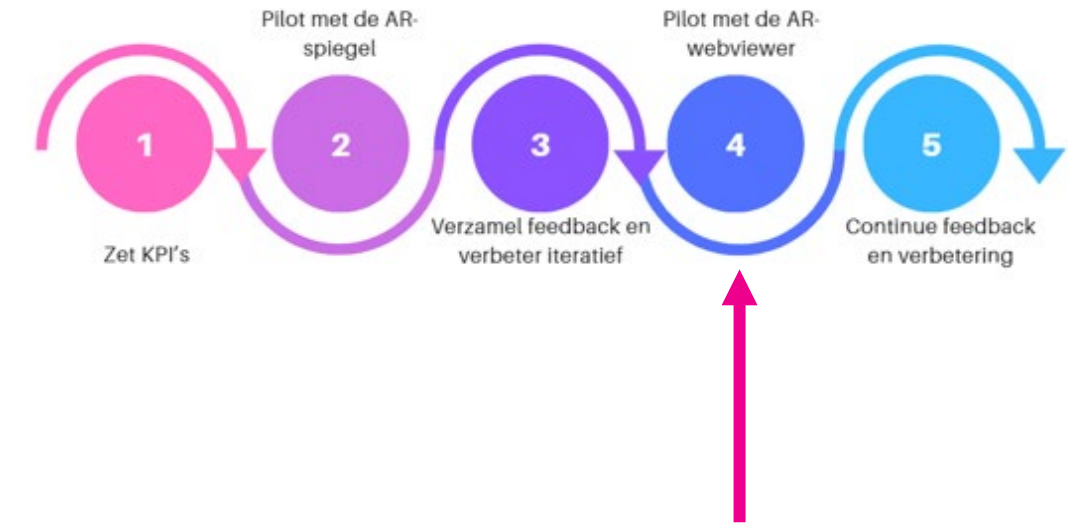 Pilot met de AR-
spiegel
Pilot met de AR-
webviewer
1
2
3
4
5
Zet KPI's
Verzamel feedback en
verbeter iteratief
Continue feedback
en verbetering